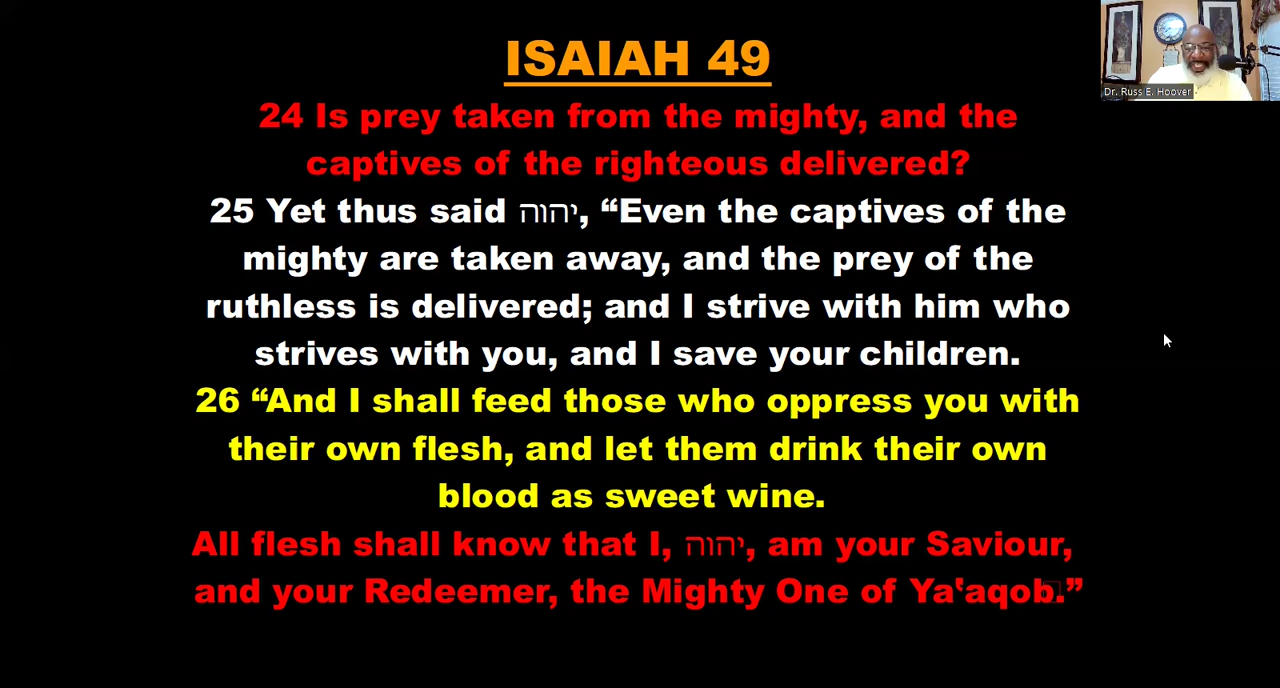 ISAIAH 49
Dr. Russ E. Hoover
24 Is prey taken from the mighty, and the
captives of the righteous delivered?
25 Yet thus said יהוה, “Even the captives of the
mighty are taken away, and the prey of the
ruthless is delivered; and I strive with him who
strives with you, and I save your children.
26 “And I shall feed those who oppress you with
their own flesh, and let them drink their own
blood as sweet wine.
All flesh shall know that I, יהוה, am your Saviour,
and your Redeemer, the Mighty One of Ya‛aqoḇ.”